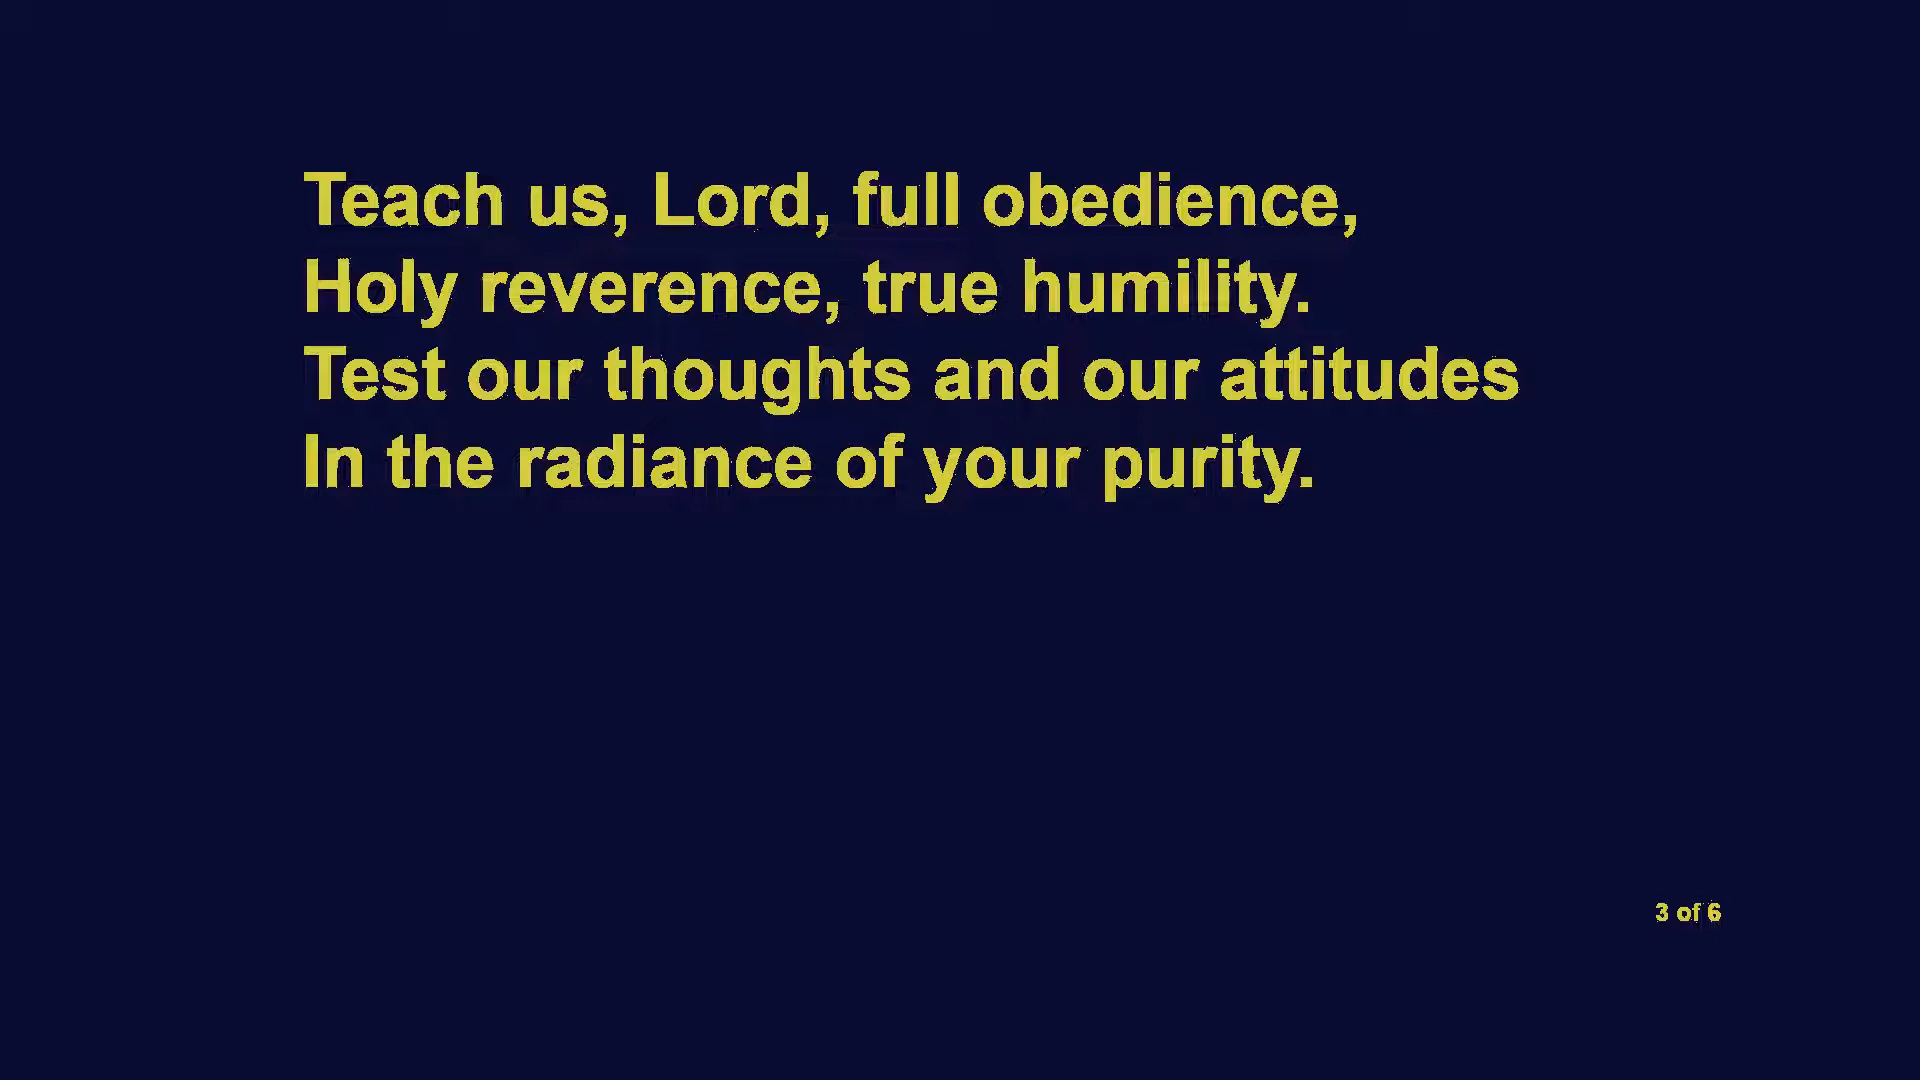 Teach us, Lord, full obedience,
Holy reverence, true humility.
Test our thoughts and our attitudes
In the radiance of your purity.
3 of 6